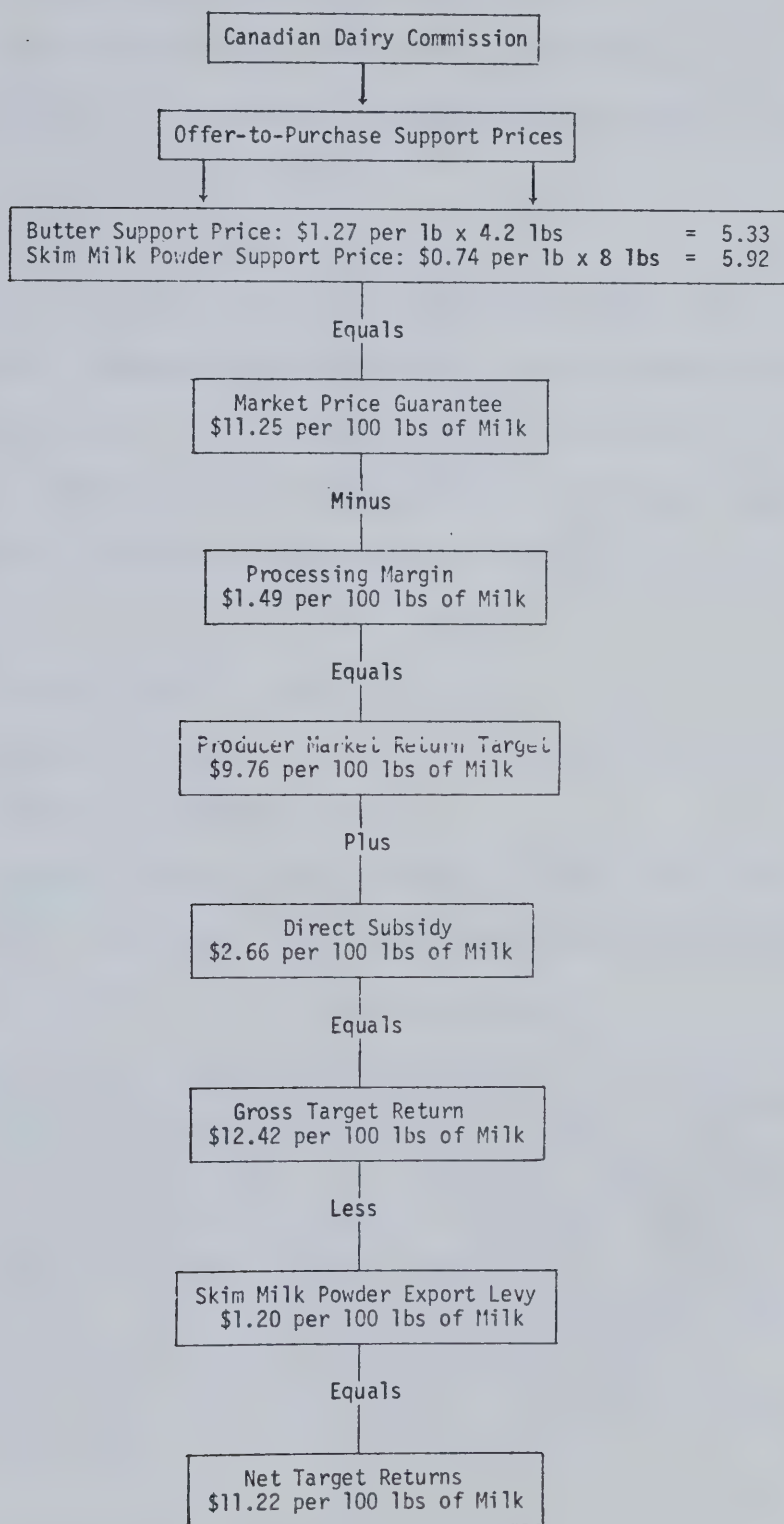 Canadian Dairy Commission
Offer-to-Purchase Support Prices
Butter Support Price: $1.27 per lb x 4.2 lbs = 5.33
Skim Milk Powder Support Price: $0.74 per lb x 8 lbs = 5.92
Equals
Market Price Guarantee
$11.25 per 100 lbs of Milk
Minus
Processing Margin
$1.49 per 100 lbs of Milk
Equals
Producer Market Return Target
$9.76 per 100 lbs of Milk
Plus
Direct Subsidy
$2.66 per 100 lbs of Milk
Equals
Gross Target Return
$12.42 per 100 lbs of Milk
Less
Skim Milk Powder Export Levy
$1.20 per 100 lbs of Milk
Equals
Net Target Returns
$11.22 per 100 lbs of Milk